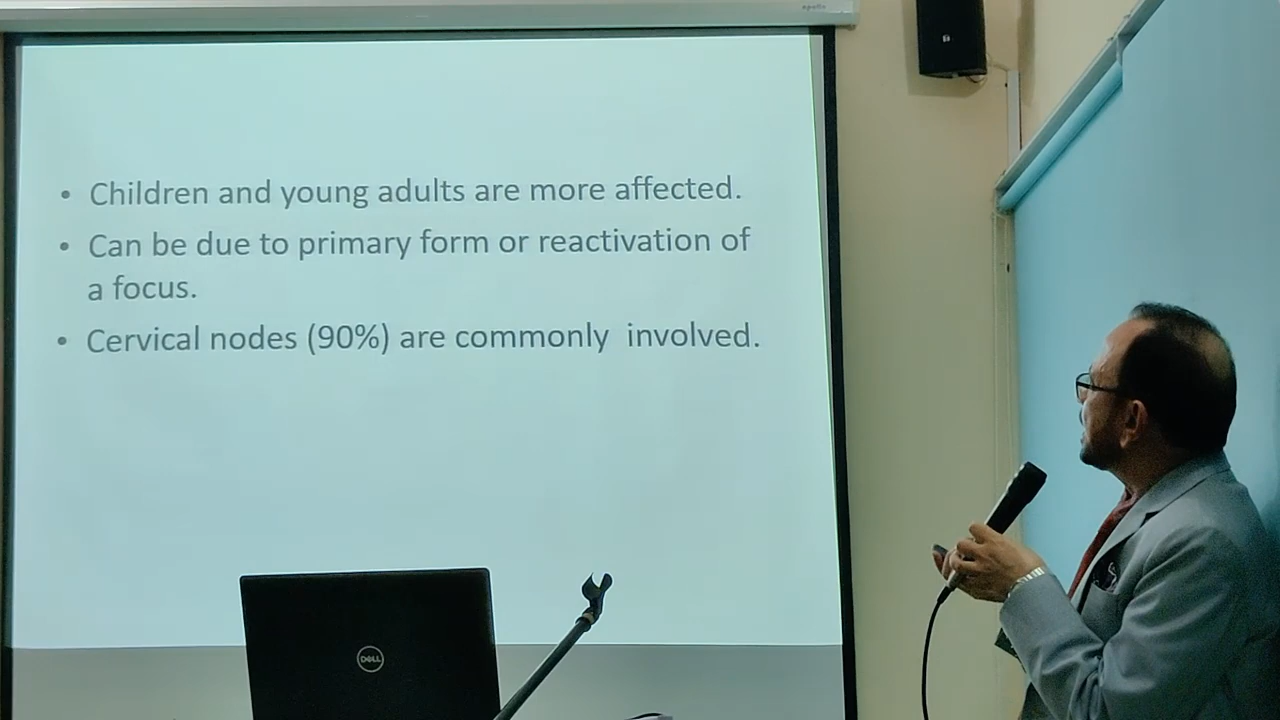 apollo
• Children and young adults are more affected.
• Can be due to primary form or reactivation of
a focus.
• Cervical nodes (90%) are commonly involved.
DELL